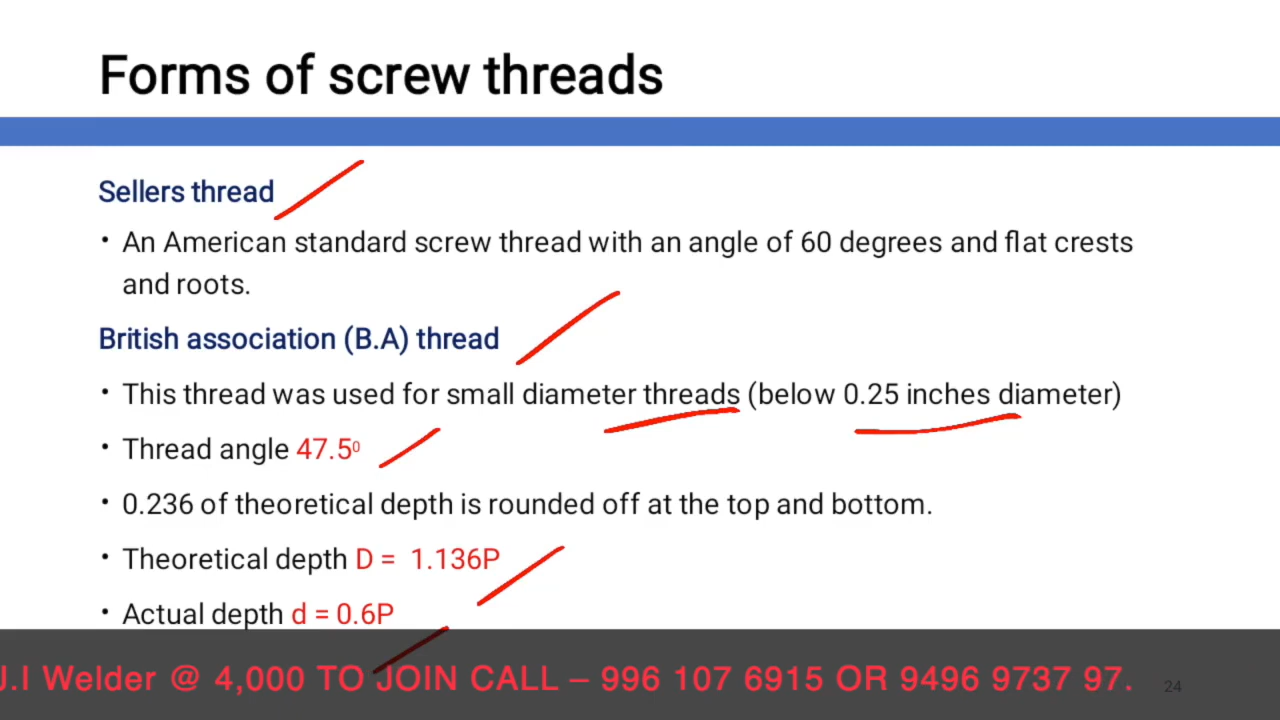 Forms of screw threads
Sellers thread
• An American standard screw thread with an angle of 60 degrees and flat crests
and roots.
British association (B.A) thread
• This thread was used for small diameter threads (below 0.25 inches diameter)
• Thread angle 47.5⁰
• 0.236 of theoretical depth is rounded off at the top and bottom.
• Theoretical depth D = 1.136P
• Actual depth d = 0.6P
J.I Welder @ 4,000 TO JOIN CALL – 996 107 6915 OR 9496 9737 97.
24